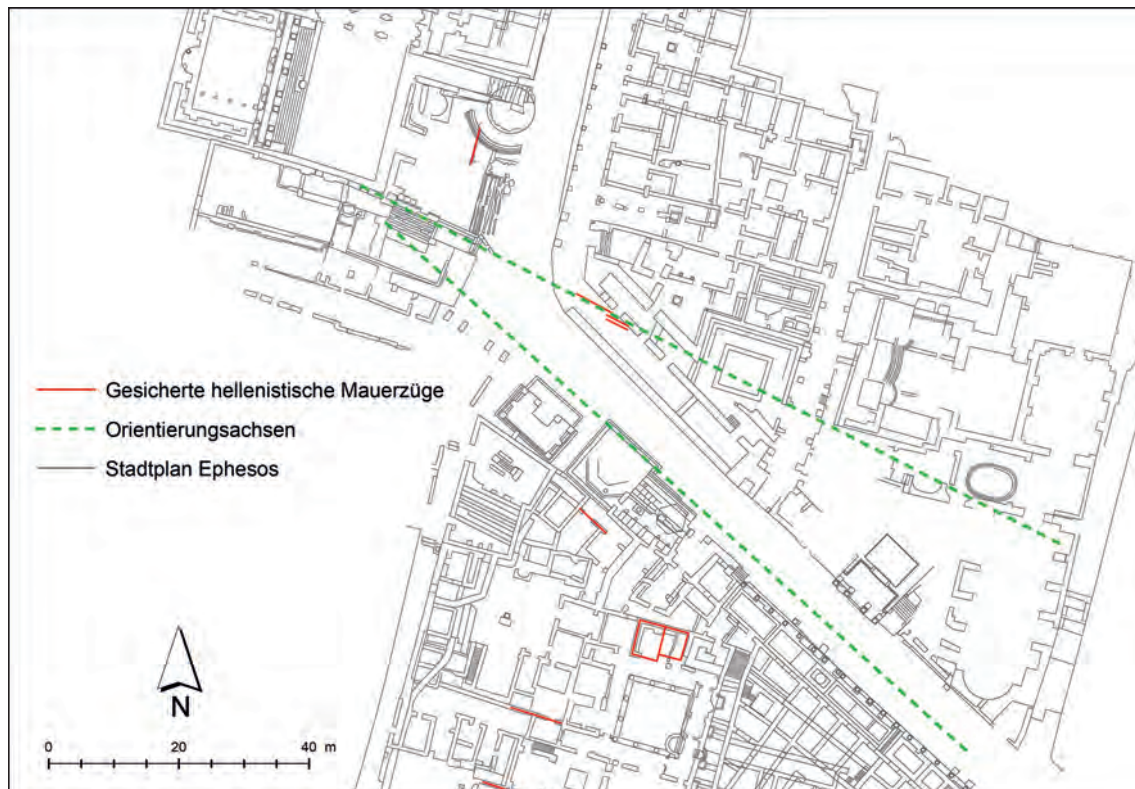 Gesicherte hellenistische Mauerzüge
Orientierungsachsen
Stadtplan Ephesos
N
0 20 40 m